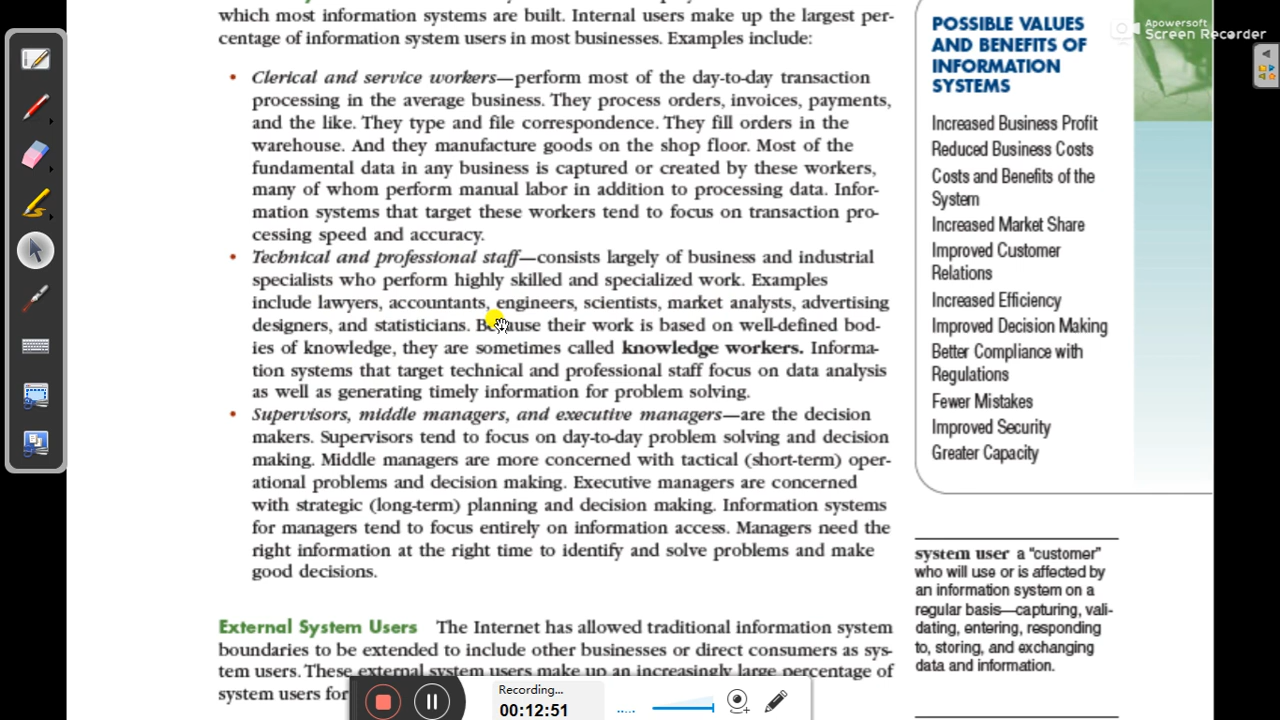 which most information systems are built. Internal users make up the largest per-
centage of information system users in most businesses. Examples include:
• Clerical and service workers—perform most of the day-to-day transaction
processing in the average business. They process orders, invoices, payments,
and the like. They type and file correspondence. They fill orders in the
warehouse. And they manufacture goods on the shop floor. Most of the
fundamental data in any business is captured or created by these workers,
many of whom perform manual labor in addition to processing data. Infor-
mation systems that target these workers tend to focus on transaction pro-
cessing speed and accuracy.
• Technical and professional staff—consists largely of business and industrial
specialists who perform highly skilled and specialized work. Examples
include lawyers, accountants, engineers, scientists, market analysts, advertising
designers, and statisticians. Because their work is based on well-defined bod-
ies of knowledge, they are sometimes called knowledge workers. Informa-
tion systems that target technical and professional staff focus on data analysis
as well as generating timely information for problem solving.
• Supervisors, middle managers, and executive managers—are the decision
makers. Supervisors tend to focus on day-to-day problem solving and decision
making. Middle managers are more concerned with tactical (short-term) oper-
ational problems and decision making. Executive managers are concerned
with strategic (long-term) planning and decision making. Information systems
for managers tend to focus entirely on information access. Managers need the
right information at the right time to identify and solve problems and make
good decisions.
External System Users The Internet has allowed traditional information system
boundaries to be extended to include other businesses or direct consumers as sys-
tem users. These external system users make up an increasingly large percentage of
system users for
POSSIBLE VALUES
AND BENEFITS OF
INFORMATION
SYSTEMS
Increased Business Profit
Reduced Business Costs
Costs and Benefits of the
System
Increased Market Share
Improved Customer
Relations
Increased Efficiency
Improved Decision Making
Better Compliance with
Regulations
Fewer Mistakes
Improved Security
Greater Capacity
system user a “customer”
who will use or is affected by
an information system on a
regular basis—capturing, vali-
dating, entering, responding
to, storing, and exchanging
data and information.
Apowersoft
Screen Recorder
Recording...
00:12:51